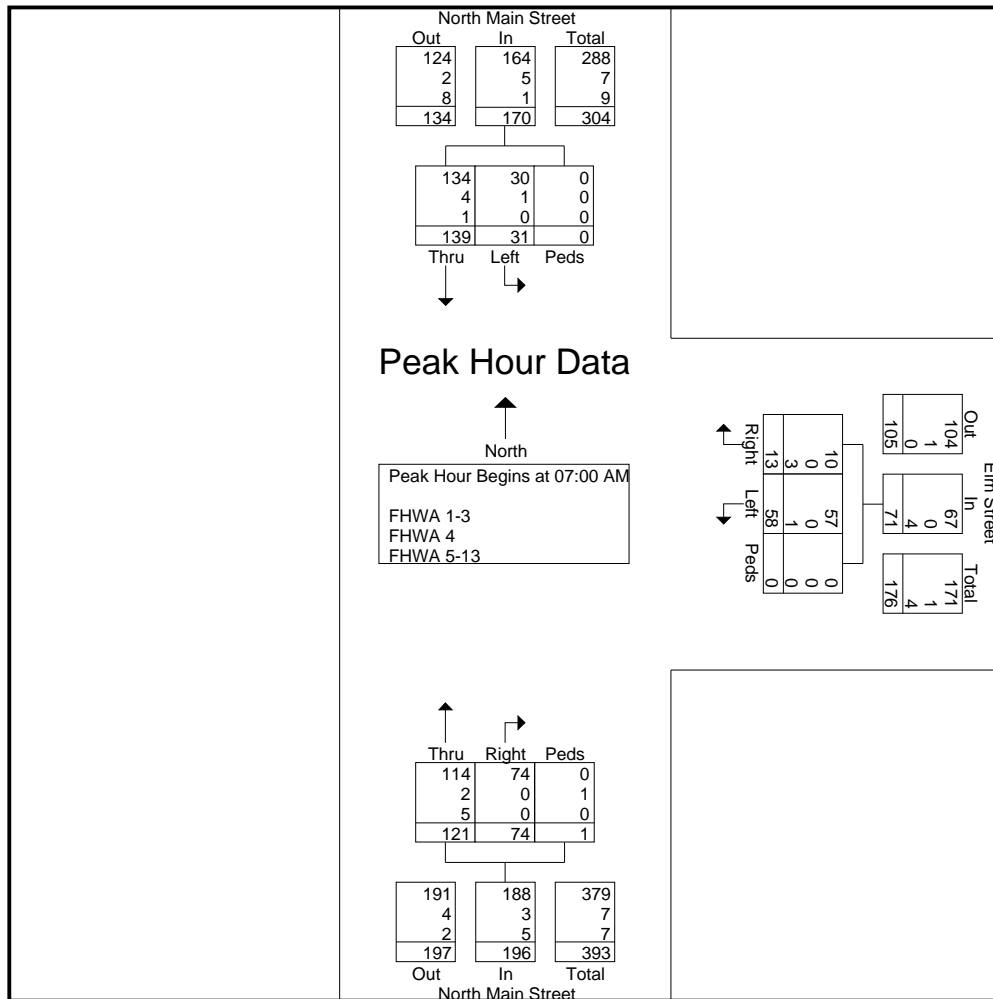 North Main Street
Out In Total
124 164 288
2 5 7
8 1 9
134 170 304
134 30 0
4 1 0
1 0 0
139 31 0
Thru Left Peds
Peak Hour Data
North
Peak Hour Begins at 07:00 AM
FHWA 1-3
FHWA 4
FHWA 5-13
Elm Street
Out In Total
104 67 171
1 0 1
0 4 4
105 71 176
10 57 0
0 0 0
3 1 0
13 58 0
Right Left Peds
Thru Right Peds
114 74 0
2 0 1
5 0 0
121 74 1
191 188 379
4 3 7
2 5 7
197 196 393
Out In Total
North Main Street